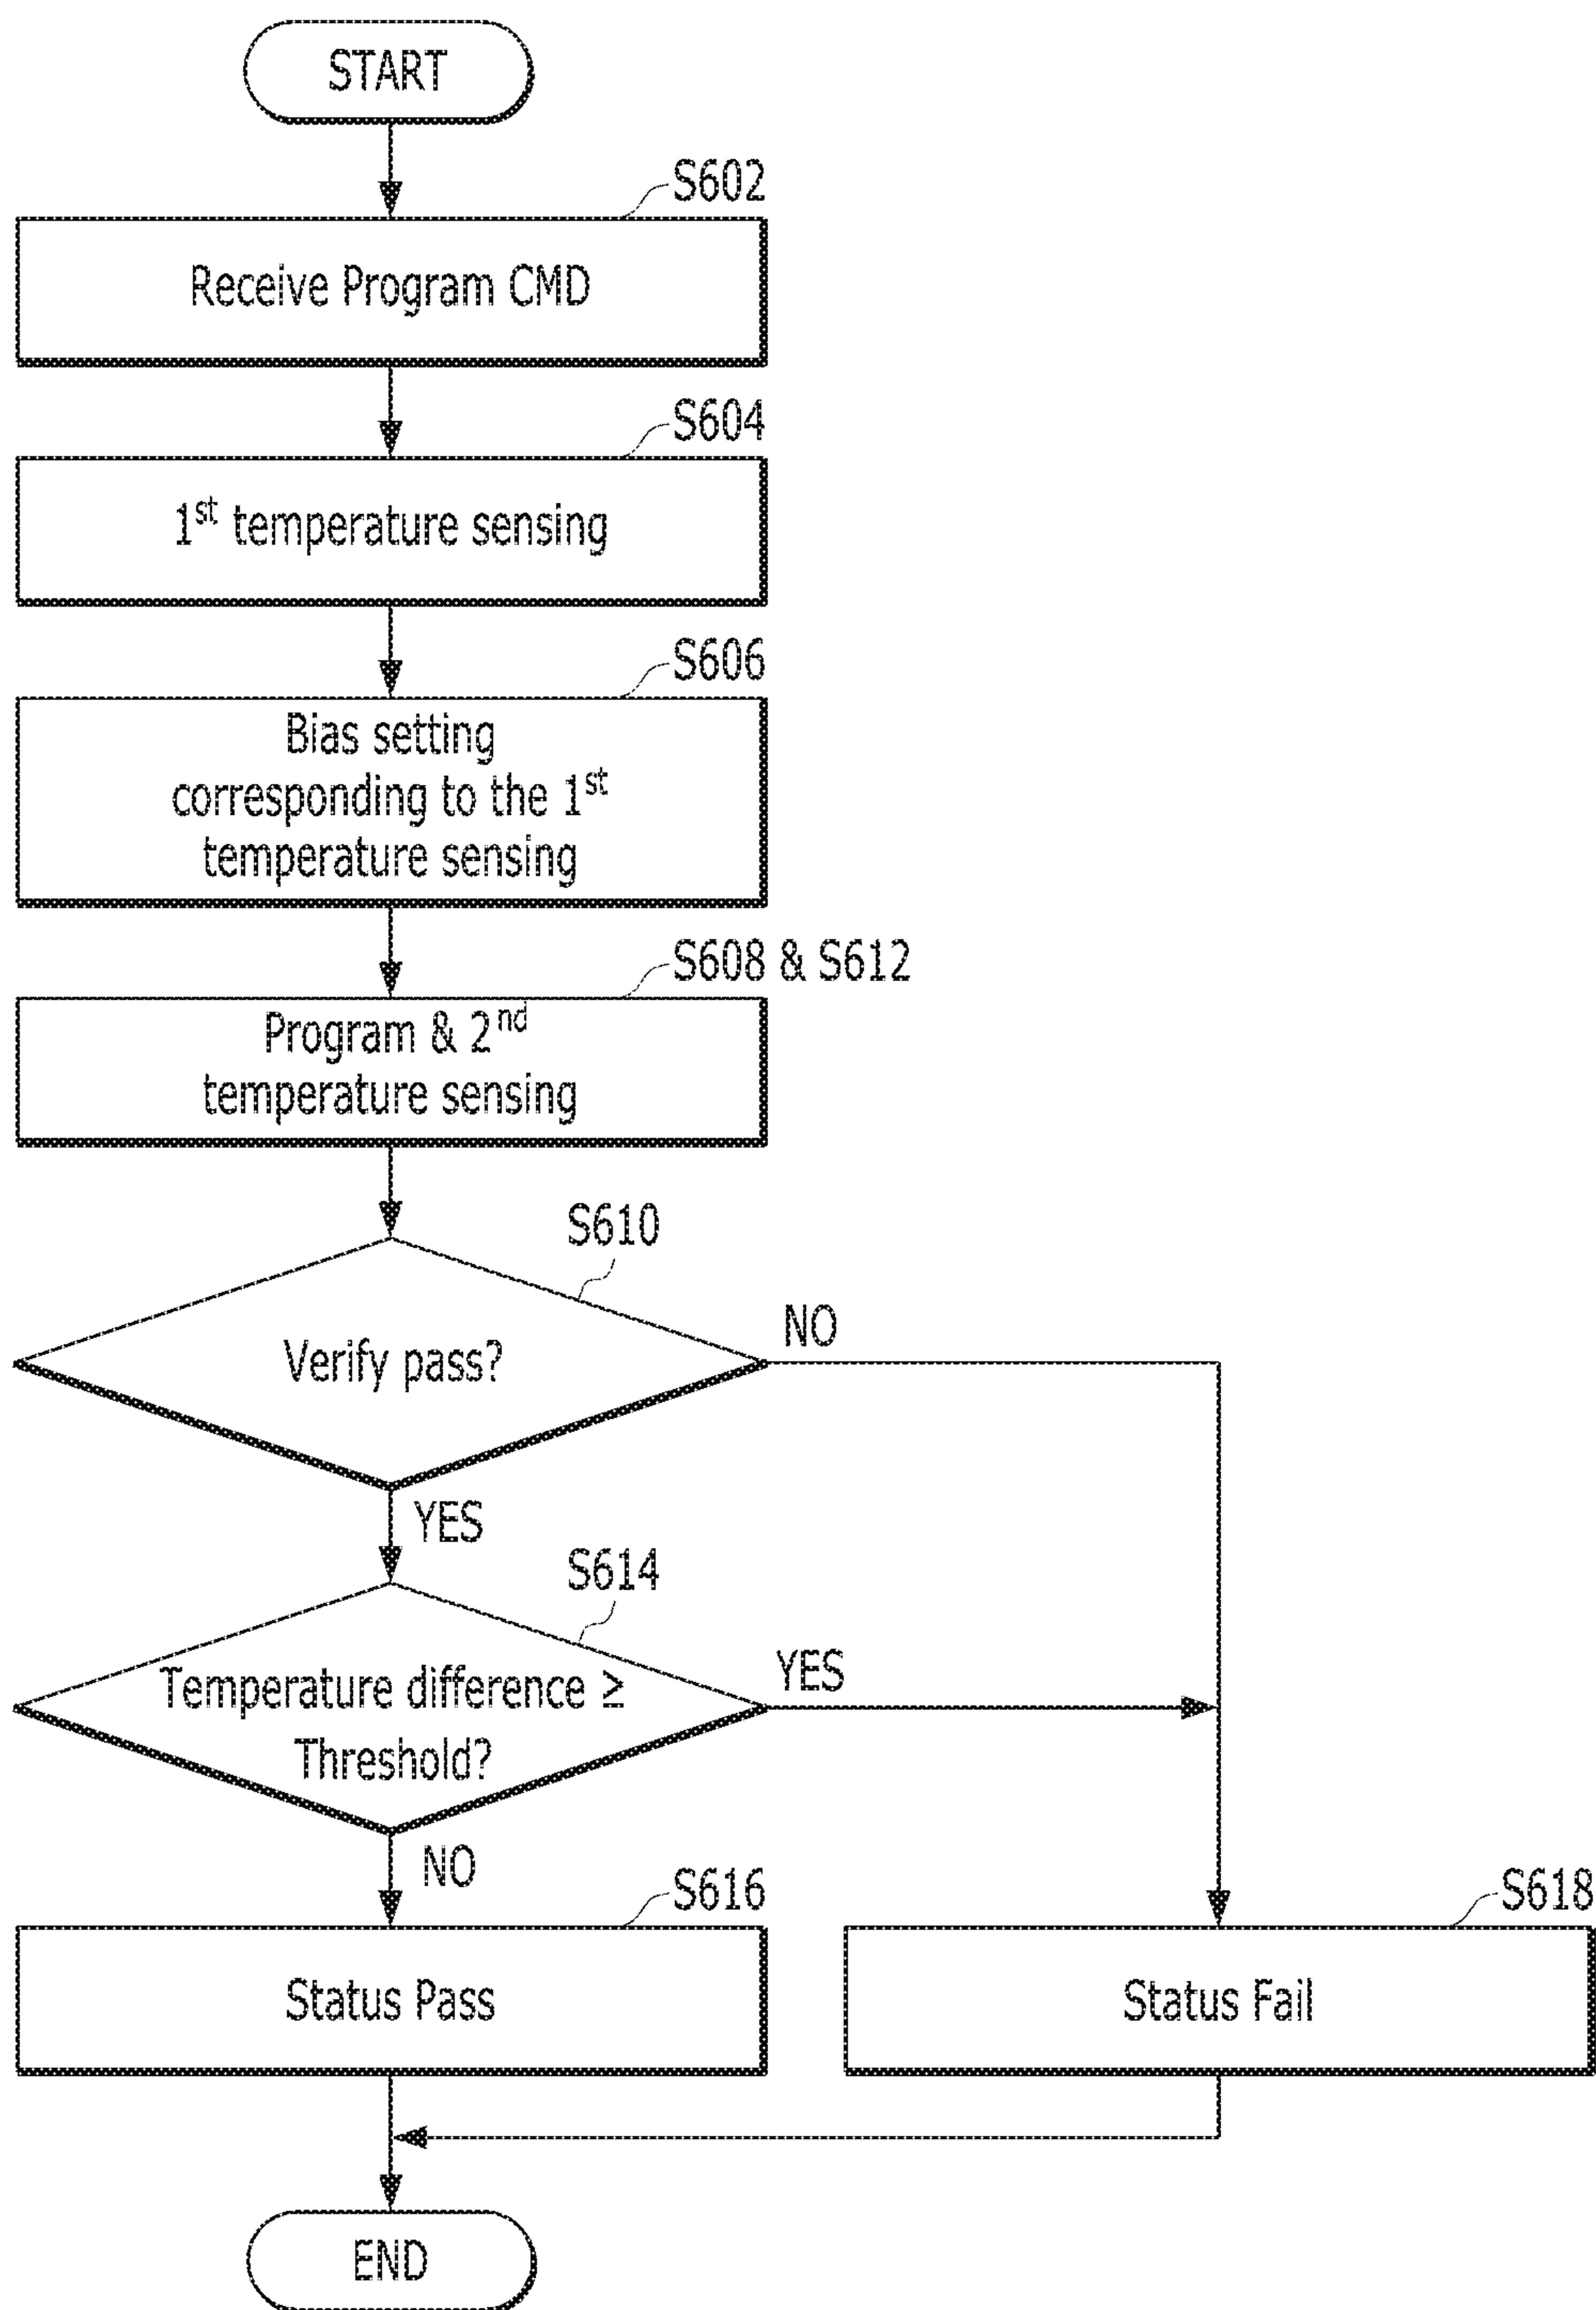 START
S602
Receive Program CMD
S604
1st temperature sensing
S606
Bias setting
corresponding to the 1st
temperature sensing
S608 & S612
Program & 2nd
temperature sensing
S610
Verify pass?
NO
YES
S614
Temperature difference ≥
Threshold?
YES
NO
S616
Status Pass
S618
Status Fail
END